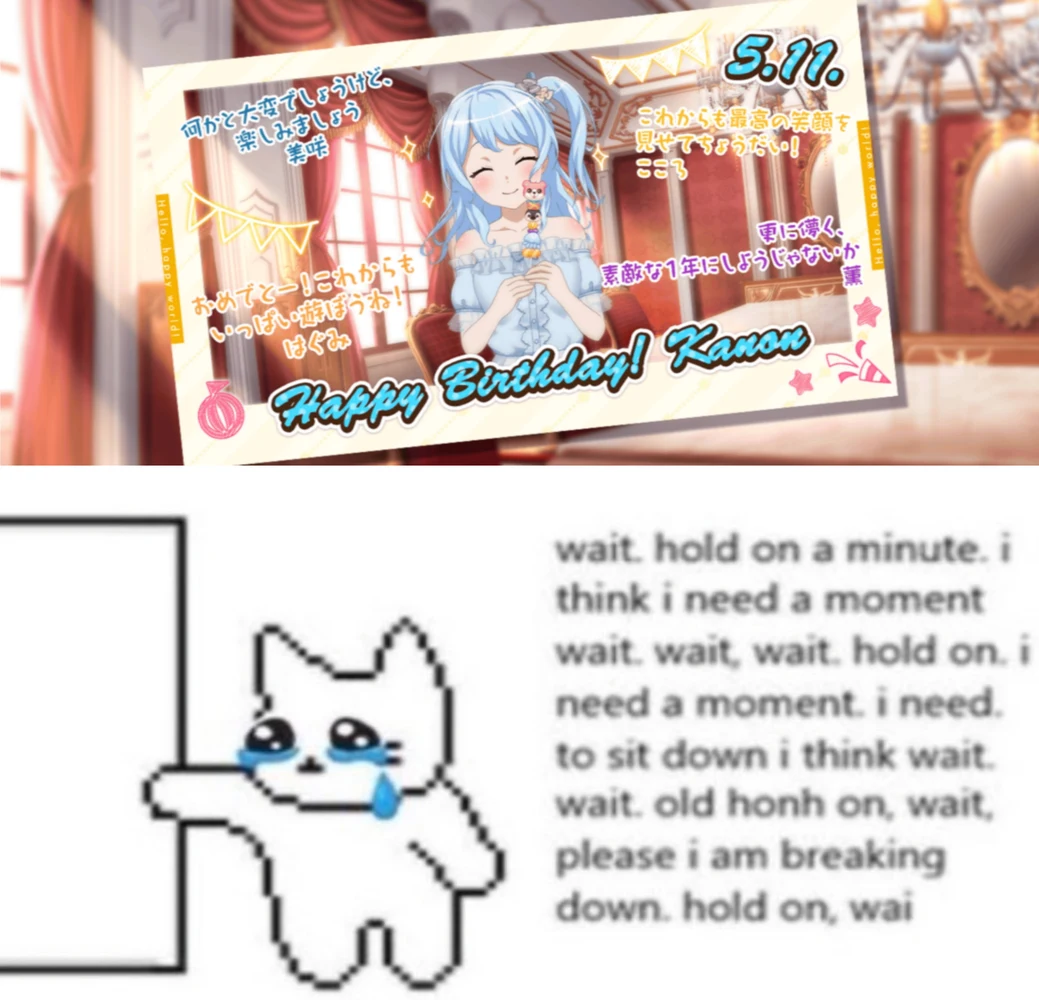 5.11.
何かと大変でしょうけど、
楽しみましょう
美咲
これからも最高の笑顔を
見せてちょうだい!
こころ
Hello, happy world!
Hello, happy world!
更に儚く、
素敵な1年にしようじゃないか
薫
おめでとー!これからも
いっぱい遊ぼうね!
はぐみ
Happy Birthday! Kanon
wait. hold on a minute. i
think i need a moment
wait. wait, wait. hold on. i
need a moment. i need.
to sit down i think wait.
wait. old honh on, wait,
please i am breaking
down. hold on, wai